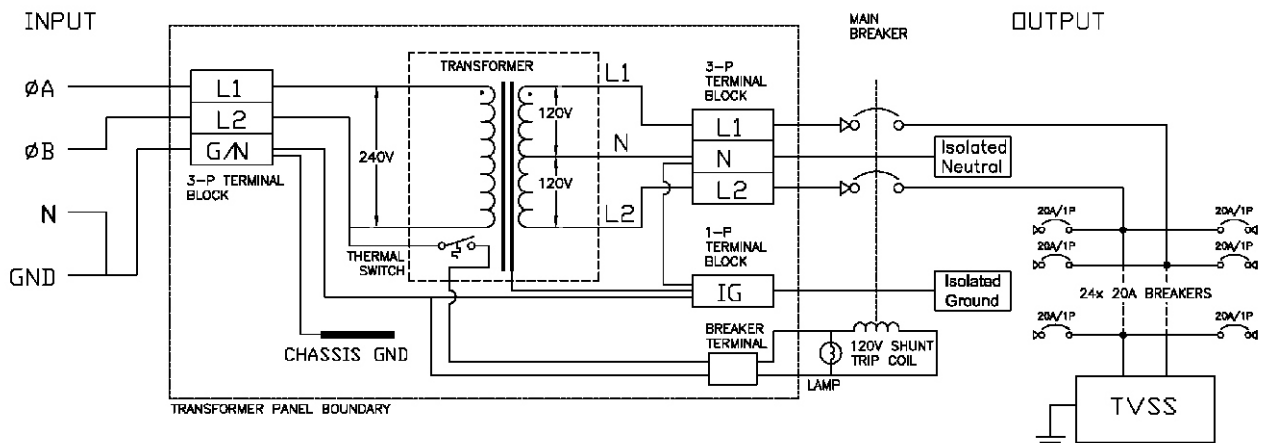 INPUT
MAIN
BREAKER
OUTPUT
TRANSFORMER
L1
3-P
TERMINAL
BLOCK
ØA
L1
120V
L1
L2
N
N
Isolated
Neutral
ØB
G/N
240V
120V
L2
3-P TERMINAL
BLOCK
L2
N
THERMAL
SWITCH
1-P
TERMINAL
BLOCK
20A/1P
20A/1P
20A/1P
20A/1P
GND
IG
Isolated
Ground
24x 20A BREAKERS
20A/1P
20A/1P
CHASSIS GND
BREAKER
TERMINAL
120V SHUNT
TRIP COIL
LAMP
TRANSFORMER PANEL BOUNDARY
TVSS